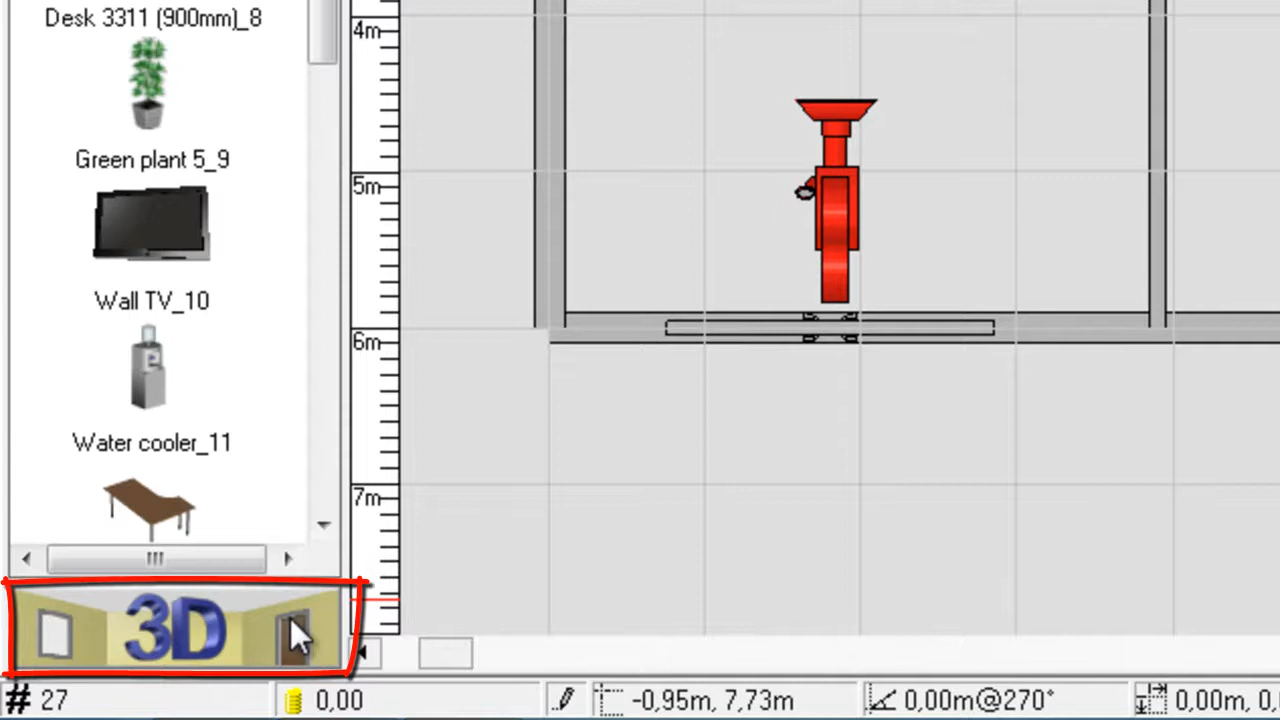 Desk 3311 (900mm)_8
Green plant 5_9
Wall TV_10
Water cooler_11
3D
4m
5m
6m
7m
# 27
0,00
-0,95m, 7,73m
0,00m@270°
0,00m, 0,